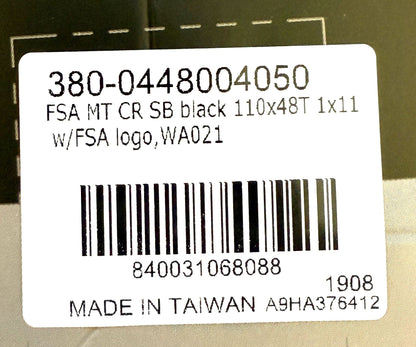 380-0448004050
FSA MT CR SB black 110x48T 1x11
w/FSA logo,WA021
840031068088
1908
MADE IN TAIWAN A9HA376412